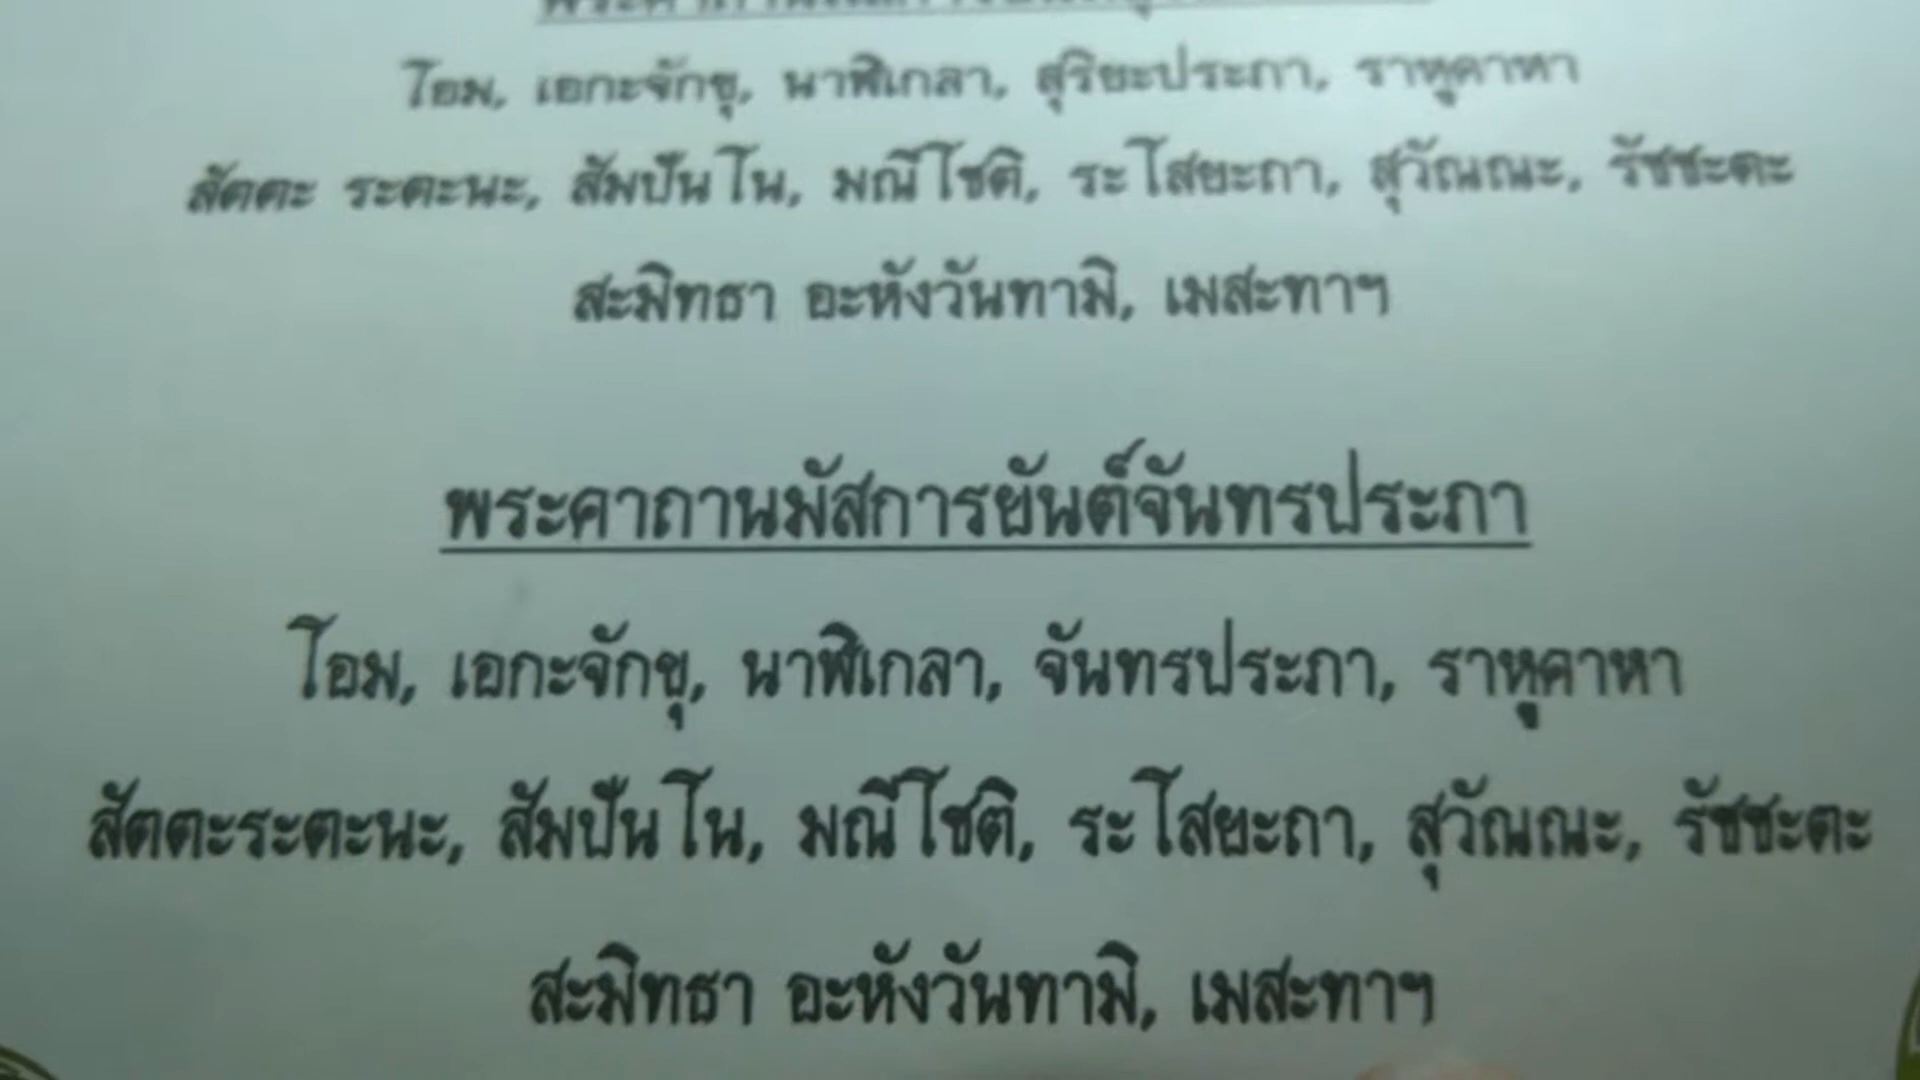 โอม, เอกะจักขุ, นาฬิเกลา, สุริยะประภา, ราหูคาหา
สัตตะ ระตะนะ, สัมปันโน, มณีโชติ, ระโสยะถา, สุวัณณะ, รัชชะตะ
สะมิทธา อะหังวันทามิ, เมสะทาฯ
พระคาถานมัสการยันต์จันทรประภา
โอม, เอกะจักขุ, นาฬิเกลา, จันทรประภา, ราหูคาหา
สัตตะระตะนะ, สัมปันโน, มณีโชติ, ระโสยะถา, สุวัณณะ, รัชชะตะ
สะมิทธา อะหังวันทามิ, เมสะทาฯ